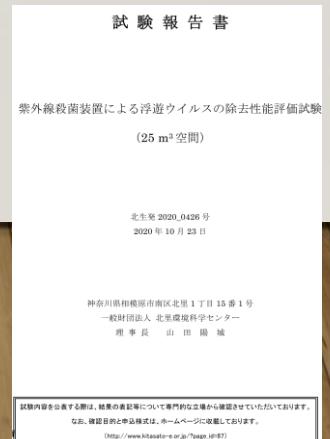 試験報告書
紫外線殺菌装置による浮遊ウイルスの除去性能評価試験
(25 m³ 空間)
北生発 2020_0426 号
2020 年 10 月 23 日
神奈川県相模原市南区北里 1 丁目 15 番 1 号
一般財団法人 北里環境科学センター
理 事 長 山 田 陽 城
試験内容を公表する際は、結果の表記等について専門的な立場から確認させていただいております。
なお、確認目的と申込様式は、ホームページに収載しております。
(http://www.kitasato-e.or.jp/?page_id=87)